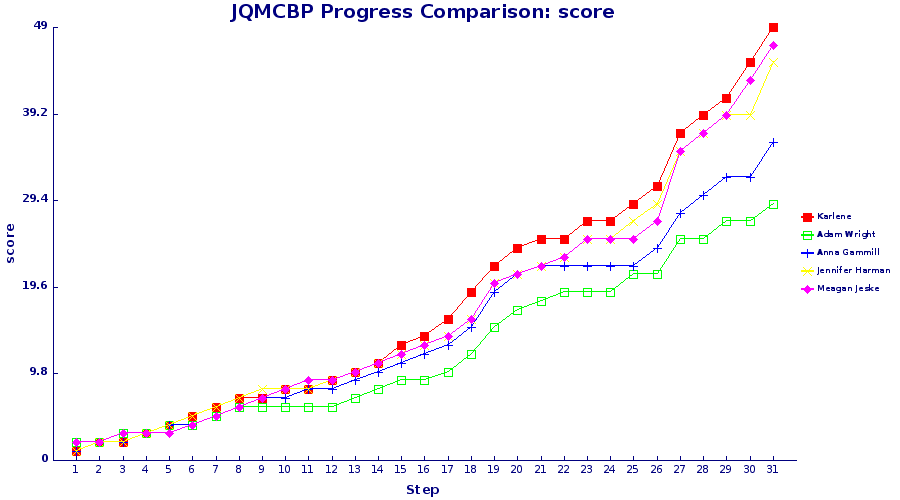 JQMCBP Progress Comparison: score
49
39.2
29.4
19.6
9.8
0
score
1 2 3 4 5 6 7 8 9 10 11 12 13 14 15 16 17 18 19 20 21 22 23 24 25 26 27 28 29 30 31
Step
Karlene
Adam Wright
Anna Gammill
Jennifer Harman
Meagan Jeske